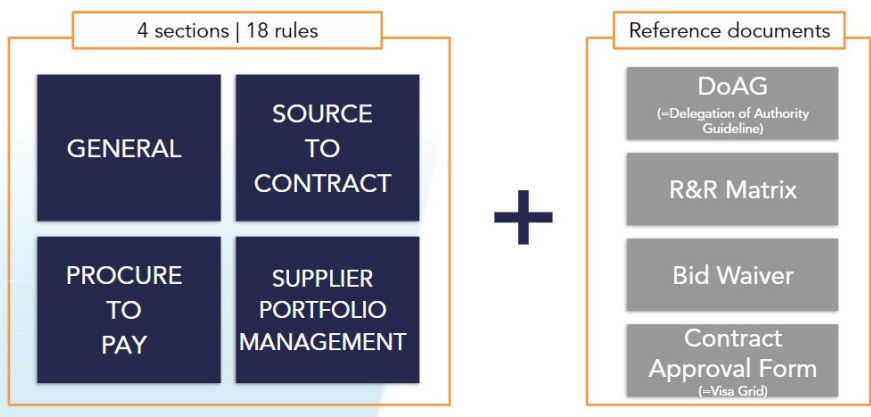 4 sections | 18 rules
GENERAL
SOURCE
TO
CONTRACT
PROCURE
TO
PAY
SUPPLIER
PORTFOLIO
MANAGEMENT
Reference documents
DoAG
(=Delegation of Authority
Guideline)
R&R Matrix
Bid Waiver
Contract
Approval Form
(=Visa Grid)